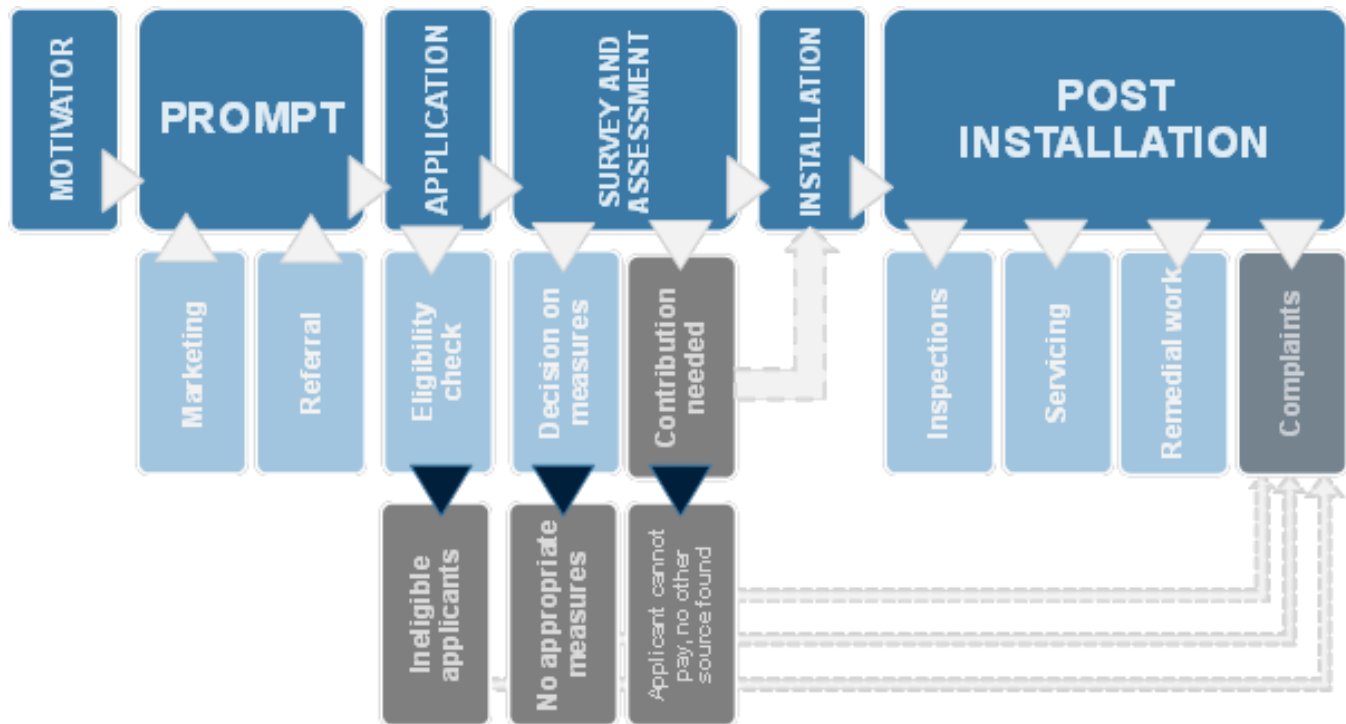 MOTIVATOR
PROMPT
APPLICATION
SURVEY AND
ASSESSMENT
INSTALLATION
POST
INSTALLATION
Marketing
Referral
Eligibility
check
Decision on
measures
Contribution
needed
Inspections
Servicing
Remedial work
Complaints
Ineligible
applicants
No appropriate
measures
Applicant cannot
pay, no other
source found